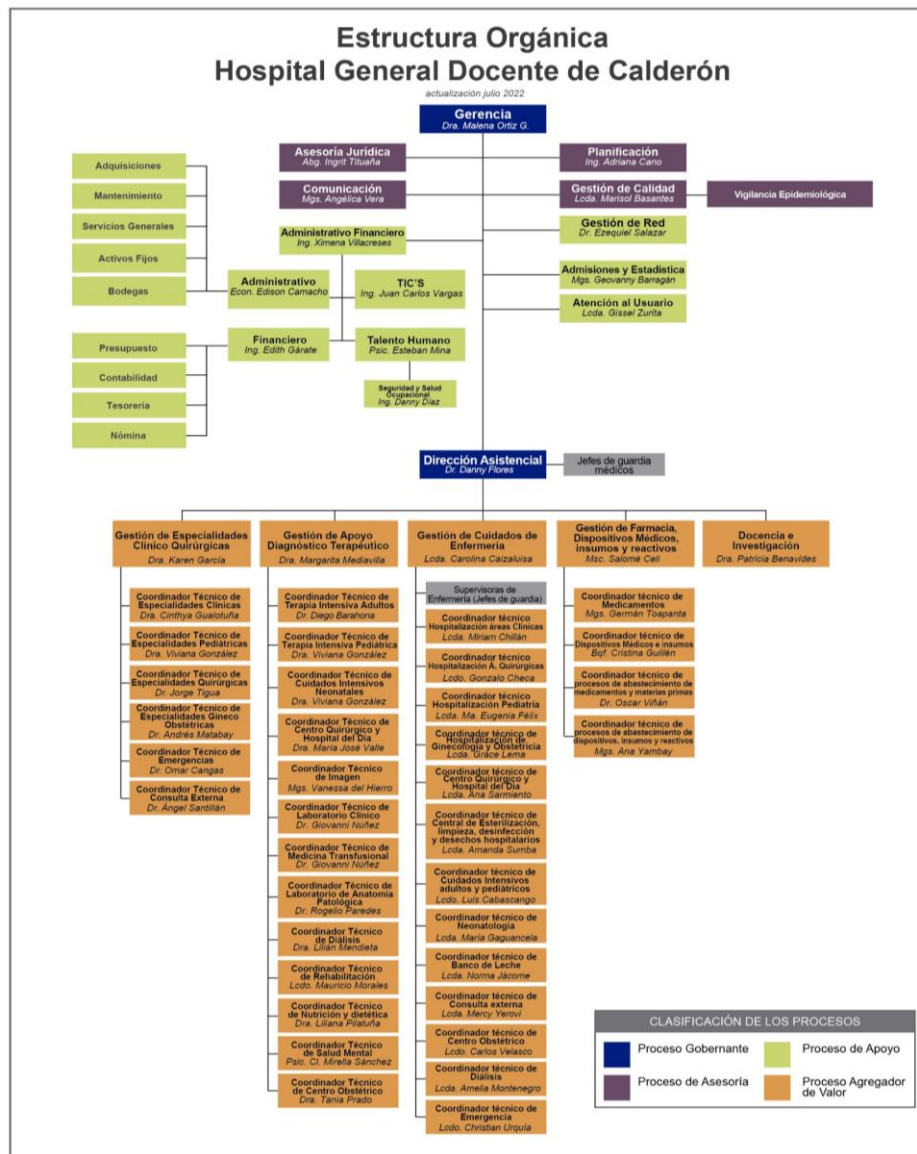 Estructura Orgánica
Hospital General Docente de Calderón
actualización julio 2022
Gerencia
Dra. Malena Ortiz G.
Asesoría Jurídica
Abg. Ingrit Tituaña
Planificación
Ing. Adriana Cano
Comunicación
Mgs. Angélica Vera
Gestión de Calidad
Lcda. Marisol Basantes
Vigilancia Epidemiológica
Administrativo Financiero
Ing. Ximena Villacreses
Gestión de Red
Dr. Ezequiel Salazar
Admisiones y Estadística
Mgs. Geovanny Barragán
Atención al Usuario
Lcda. Gissel Zurita
Adquisiciones
Mantenimiento
Servicios Generales
Activos Fijos
Bodegas
Administrativo
Econ. Edison Camacho
TIC'S
Ing. Juan Carlos Vargas
Financiero
Ing. Edith Gárate
Talento Humano
Psic. Esteban Mina
Seguridad y Salud
Ocupacional
Ing. Danny Díaz
Presupuesto
Contabilidad
Tesorería
Nómina
Dirección Asistencial
Dr. Danny Flores
Jefes de guardia
médicos
Gestión de Especialidades
Clínico Quirúrgicas
Dra. Karen García
Coordinador Técnico de
Especialidades Clínicas
Dra. Cinthya Gualotuña
Coordinador Técnico de
Especialidades Pediátricas
Dra. Viviana González
Coordinador Técnico de
Especialidades Quirúrgicas
Dr. Jorge Tigua
Coordinador Técnico de
Especialidades Gineco
Obstétricas
Dr. Andrés Matabay
Coordinador Técnico de
Emergencias
Dr. Omar Cangas
Coordinador Técnico de
Consulta Externa
Dr. Ángel Santillán
Gestión de Apoyo
Diagnóstico Terapéutico
Dra. Margarita Mediavilla
Coordinador Técnico de
Terapia Intensiva Adultos
Dr. Diego Barahona
Coordinador Técnico de
Terapia Intensiva Pediátrica
Dra. Viviana González
Coordinador Técnico de
Cuidados Intensivos
Neonatales
Dra. Viviana González
Coordinador Técnico de
Centro Quirúrgico y
Hospital del Día
Dra. María José Valle
Coordinador Técnico
de Imagen
Mgs. Vanessa del Hierro
Coordinador Técnico de
Laboratorio Clínico
Dr. Giovanni Núñez
Coordinador Técnico
de Medicina Transfusional
Dr. Giovanni Núñez
Coordinador Técnico de
Laboratorio de Anatomía
Patológica
Dr. Rogelio Paredes
Coordinador Técnico
de Diálisis
Dra. Lilián Mendieta
Coordinador Técnico
de Rehabilitación
Lcdo. Mauricio Morales
Coordinador Técnico
de Nutrición y dietética
Dra. Liliana Pilatuña
Coordinador Técnico
de Salud Mental
Psic. Cl. Mirella Sánchez
Coordinador Técnico
de Centro Obstétrico
Dra. Tania Prado
Gestión de Cuidados de
Enfermería
Lcda. Carolina Caizaluisa
Supervisoras de
Enfermería (Jefes de guardia)
Coordinador técnico
Hospitalización áreas Clínicas
Lcda. Miriam Chillán
Coordinador técnico
Hospitalización A. Quirúrgicas
Lcdo. Gonzalo Checa
Coordinador técnico
Hospitalización Pediatría
Lcda. Ma. Eugenia Félix
Coordinador técnico de
Hospitalización de
Ginecología y Obstetricia
Lcda. Grace Lema
Coordinador técnico de
Centro Quirúrgico y
Hospital del Día
Lcda. Ana Sarmiento
Coordinador técnico de
Central de Esterilización,
limpieza, desinfección
y desechos hospitalarios
Lcda. Amanda Sumba
Coordinador técnico de
Cuidados Intensivos
adultos y pediátricos
Lcdo. Luis Cabascango
Coordinador técnico de
Neonatología
Lcda. María Gaguancela
Coordinador técnico de
Banco de Leche
Lcda. Norma Jácome
Coordinador técnico de
Consulta externa
Lcda. Mercy Yerovi
Coordinador técnico de
Centro Obstétrico
Lcdo. Carlos Velasco
Coordinador técnico de
Diálisis
Lcda. Amelia Montenegro
Coordinador técnico de
Emergencia
Lcdo. Christian Urquía
Gestión de Farmacia,
Dispositivos Médicos,
insumos y reactivos
Msc. Salomé Celi
Coordinador técnico de
Medicamentos
Mgs. Germán Toapanta
Coordinador técnico de
Dispositivos Médicos e insumos
Bqf. Cristina Guillén
Coordinador técnico de
procesos de abastecimiento de
medicamentos y materias primas
Dr. Oscar Viñán
Coordinador técnico de
procesos de abastecimiento de
dispositivos, insumos y reactivos
Mgs. Ana Yambay
Docencia e
Investigación
Dra. Patricia Benavides
CLASIFICACIÓN DE LOS PROCESOS
Proceso Gobernante
Proceso de Apoyo
Proceso de Asesoría
Proceso Agregador
de Valor